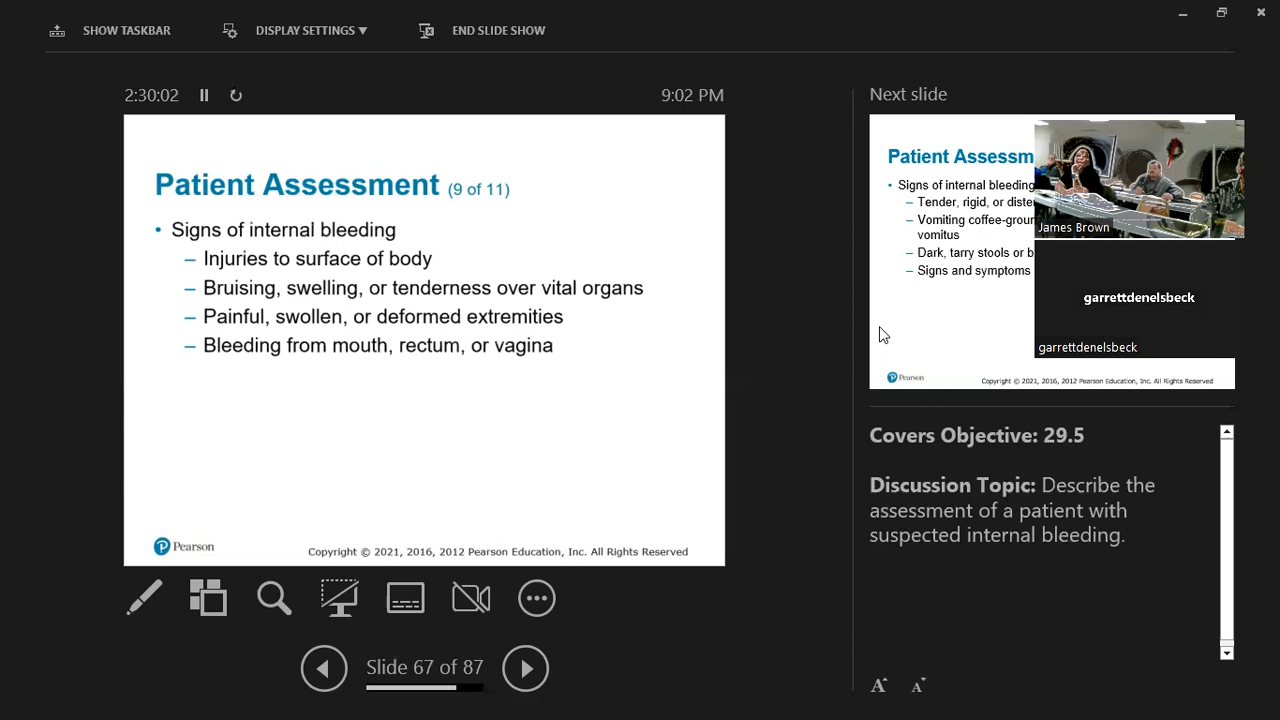 SHOW TASKBAR
DISPLAY SETTINGS ▼
END SLIDE SHOW
2:30:02
9:02 PM
Patient Assessment (9 of 11)
• Signs of internal bleeding
– Injuries to surface of body
– Bruising, swelling, or tenderness over vital organs
– Painful, swollen, or deformed extremities
– Bleeding from mouth, rectum, or vagina
Pearson
Copyright © 2021, 2016, 2012 Pearson Education, Inc. All Rights Reserved
Slide 67 of 87
Next slide
Patient
• Signs of internal bleeding
– Tender, rigid, or
– Vomiting
vomitus
– Dark, tarry stools or
– Signs and symptoms
James Brown
garrettdenelsbeck
garrettdenelsbeck
Pearson
Copyright © 2021, 2016, 2012 Pearson Education, Inc. All Rights Reserved
Covers Objective: 29.5
Discussion Topic: Describe the
assessment of a patient with
suspected internal bleeding.
A
A